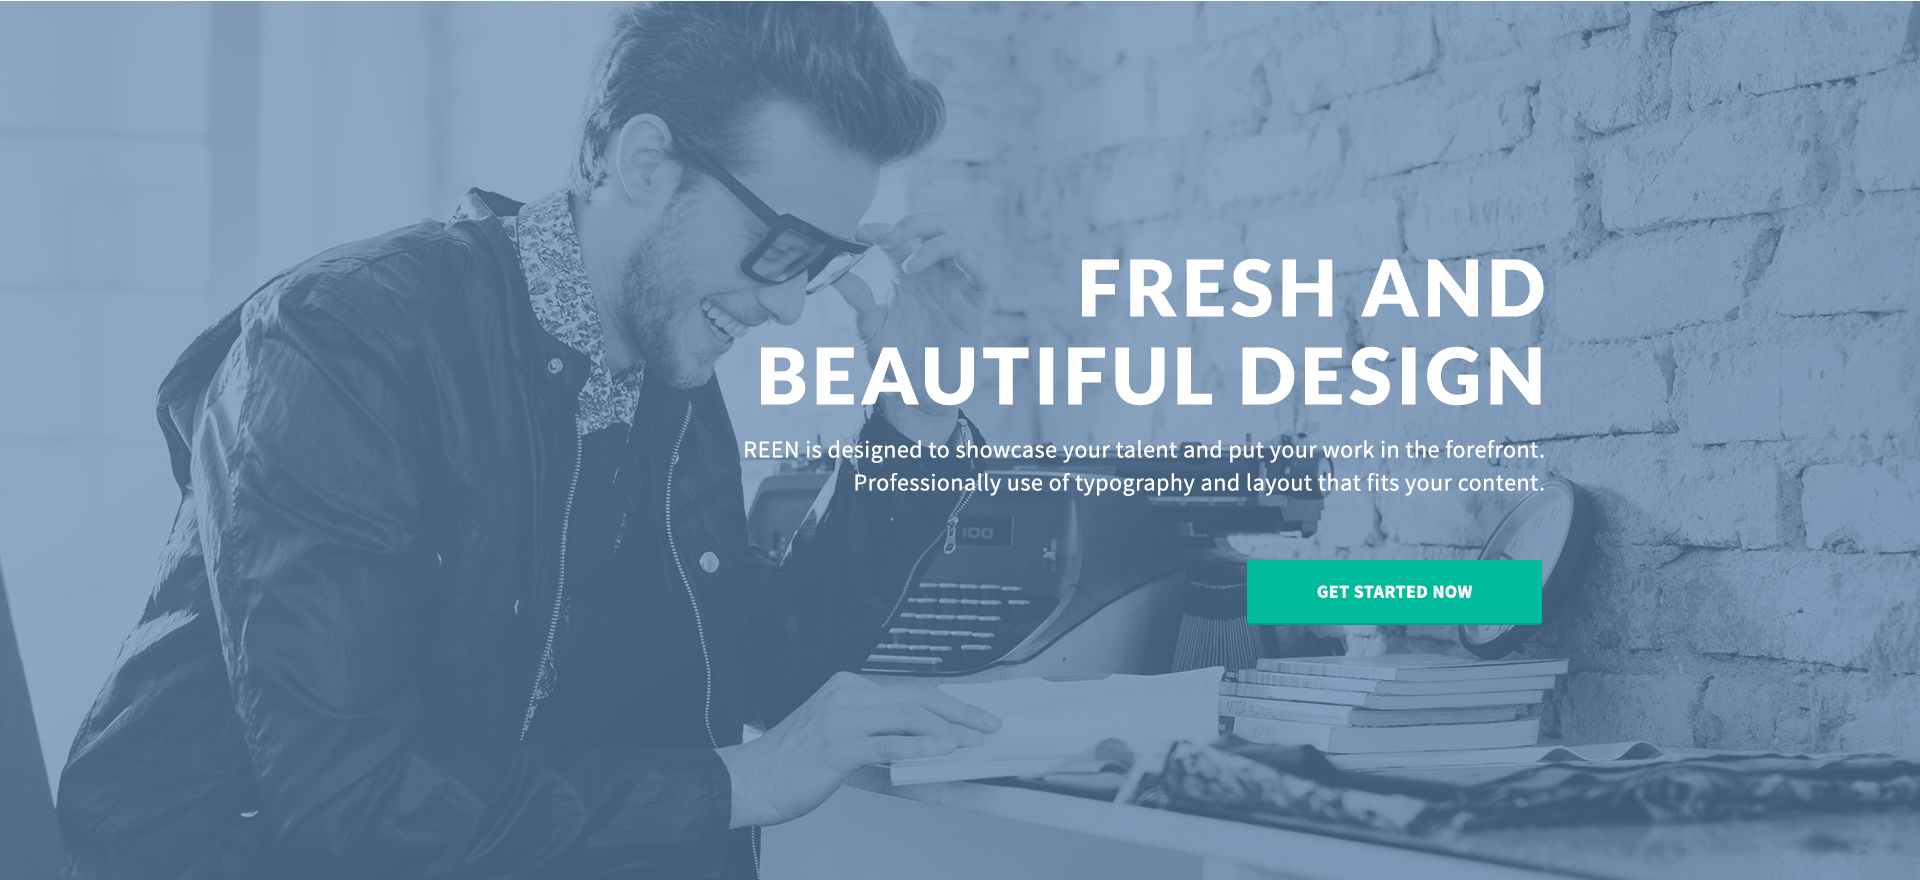 FRESH AND
BEAUTIFUL DESIGN
REEN is designed to showcase your talent and put your work in the forefront.
Professionally use of typography and layout that fits your content.
100
GET STARTED NOW